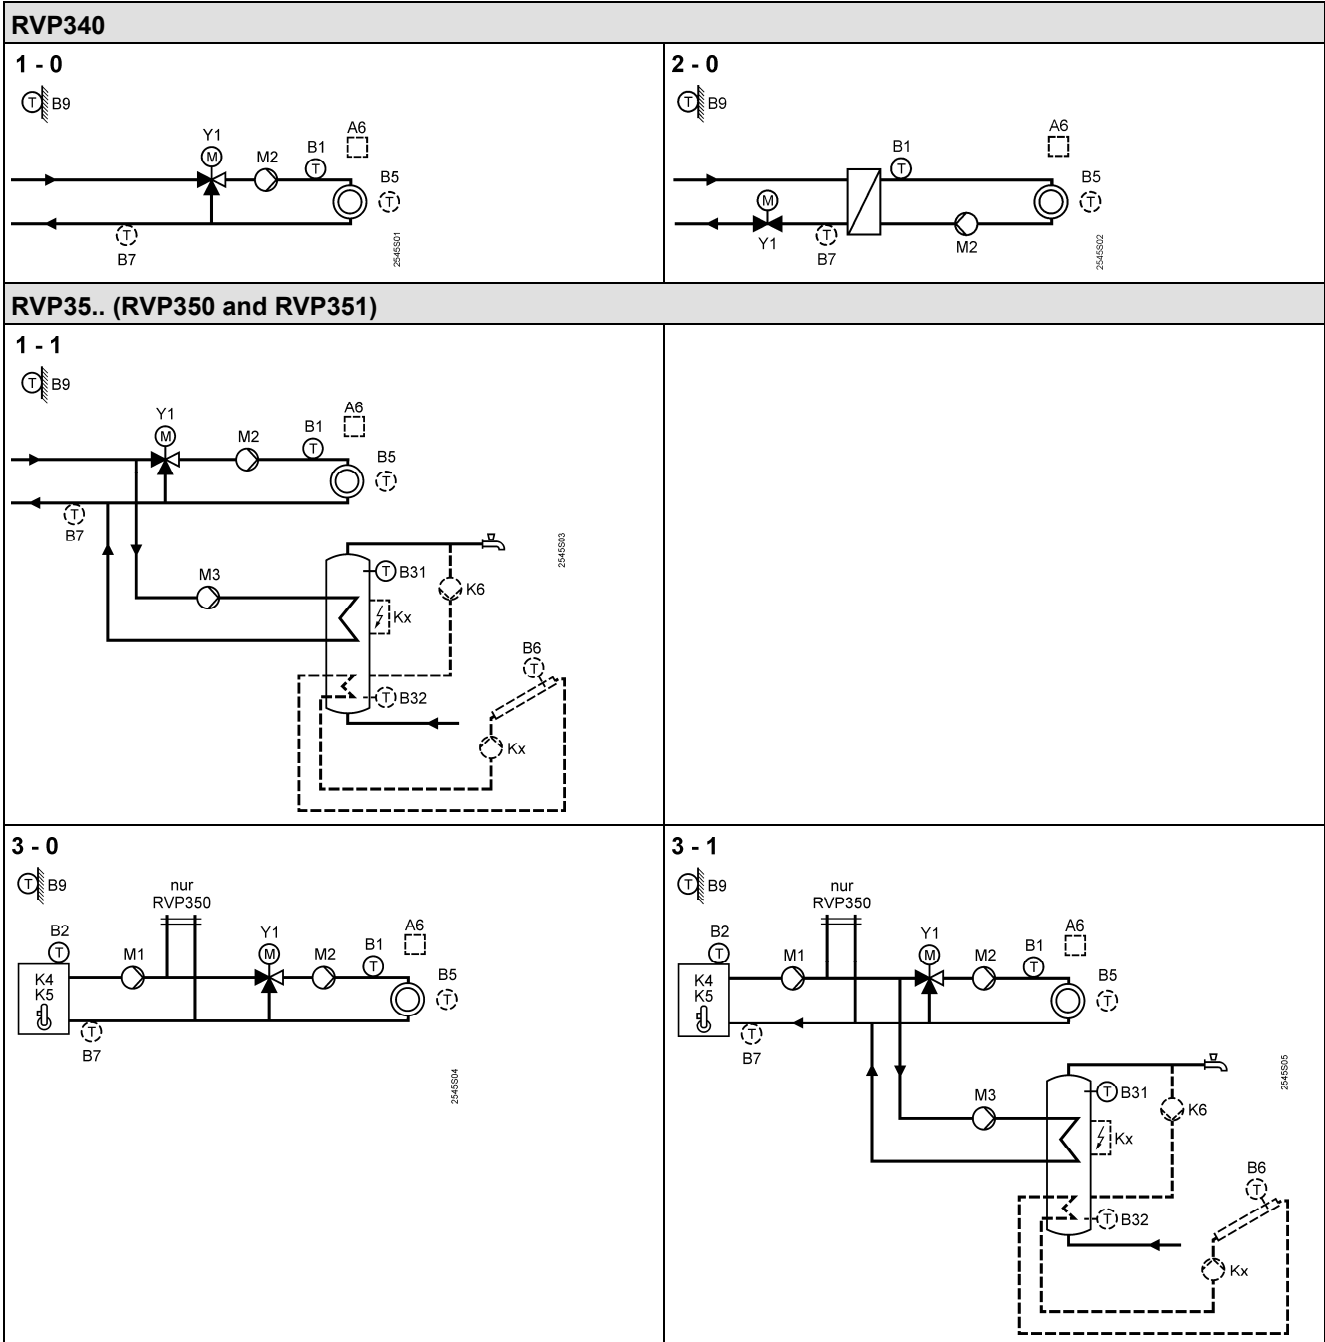 RVP340
1 - 0
T B9
Y1
M
M2
B1
T
A6
B5
T
T
B7
2545S01
2 - 0
T B9
B1
T
A6
B5
T
M
Y1
T
B7
M2
2545S02
RVP35.. (RVP350 and RVP351)
1 - 1
T B9
Y1
M
M2
B1
T
A6
B5
T
T
B7
2545S03
M3
T B31
K6
Kx
B6
T
T B32
Kx
3 - 0
T B9
nur
RVP350
B2
T
M1
Y1
M
M2
B1
T
A6
B5
T
K4
K5
T
B7
2545S04
3 - 1
T B9
nur
RVP350
B2
T
M1
Y1
M
M2
B1
T
A6
B5
T
K4
K5
T
B7
2545S05
M3
T B31
K6
Kx
B6
T
T B32
Kx